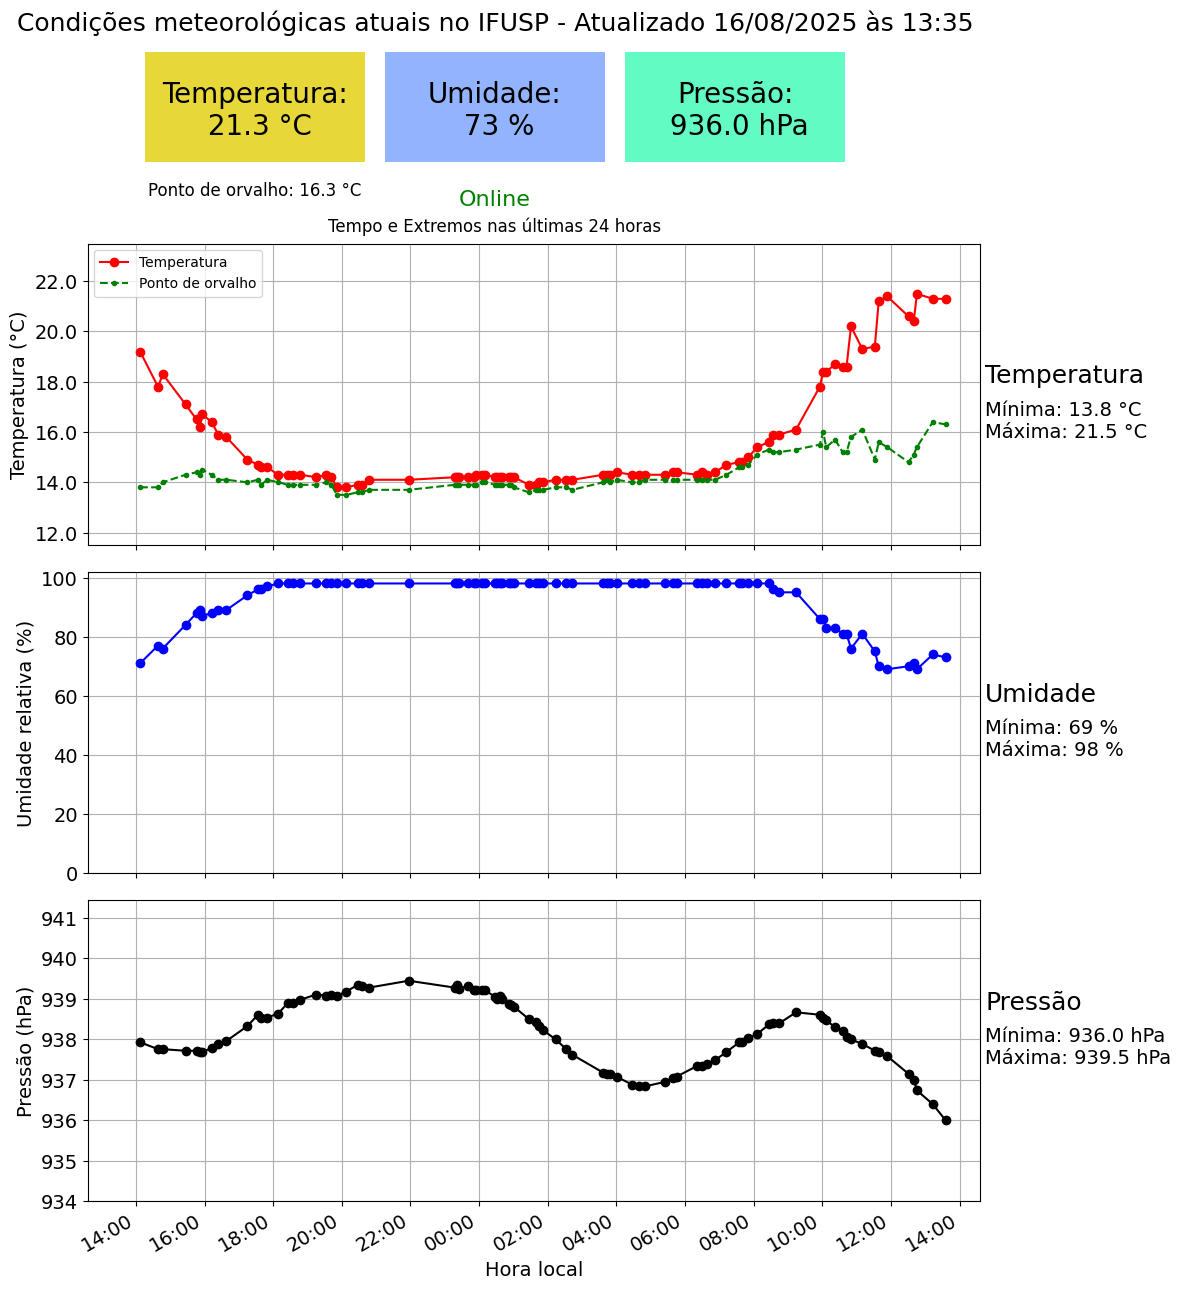 Condições meteorológicas atuais no IFUSP - Atualizado 16/08/2025 às 13:35
Temperatura:
21.3 °C
Umidade:
73 %
Pressão:
936.0 hPa
Ponto de orvalho: 16.3 °C
Online
Tempo e Extremos nas últimas 24 horas
Temperatura
Ponto de orvalho
Temperatura (°C)
22.0
20.0
18.0
16.0
14.0
12.0
Temperatura
Mínima: 13.8 °C
Máxima: 21.5 °C
Umidade relativa (%)
100
80
60
40
20
0
Umidade
Mínima: 69 %
Máxima: 98 %
Pressão (hPa)
941
940
939
938
937
936
935
934
Pressão
Mínima: 936.0 hPa
Máxima: 939.5 hPa
14:00 16:00 18:00 20:00 22:00 00:00 02:00 04:00 06:00 08:00 10:00 12:00 14:00
Hora local